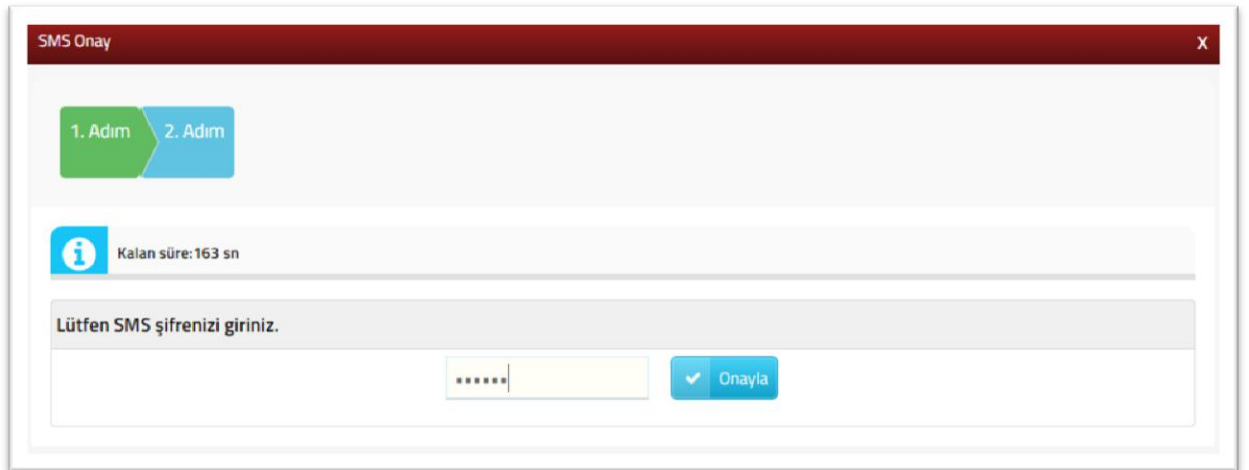 SMS Onay X
1. Adım 2. Adım
Kalan süre:163 sn
Lütfen SMS şifrenizi giriniz.
Onayla